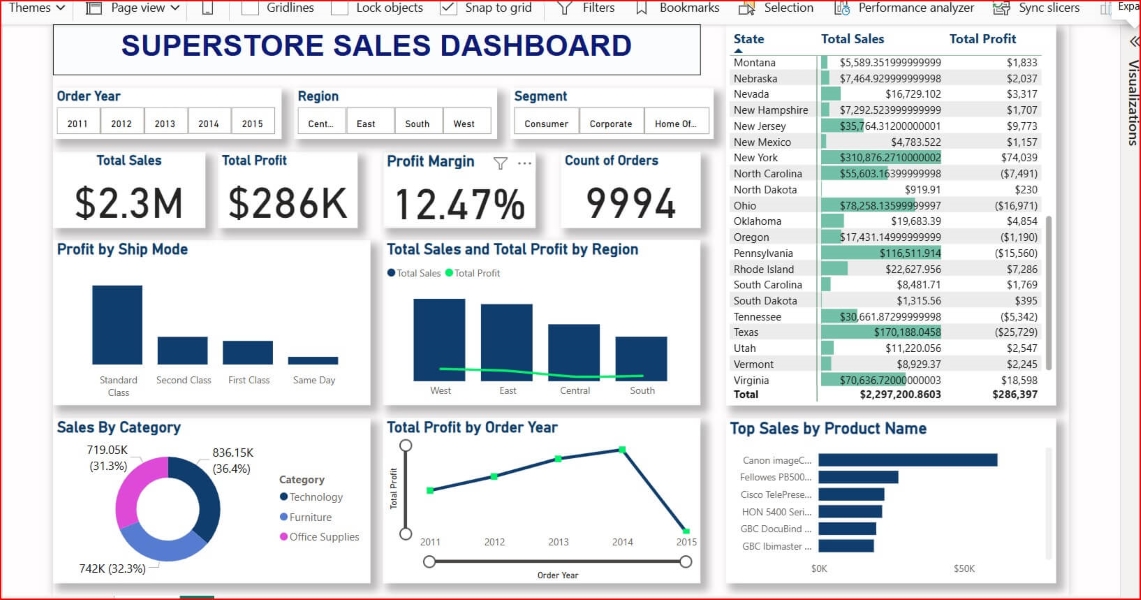 Themes
Page view
Gridlines
Lock objects
Snap to grid
Filters
Bookmarks
Selection
Performance analyzer
Sync slicers
Expa
Visualizations
SUPERSTORE SALES DASHBOARD
Order Year
2011 2012 2013 2014 2015
Region
Cent... East South West
Segment
Consumer Corporate Home Of...
Total Sales
$2.3M
Total Profit
$286K
Profit Margin
12.47%
Count of Orders
9994
Profit by Ship Mode
Standard Class
Second Class
First Class
Same Day
Total Sales and Total Profit by Region
Total Sales Total Profit
West East Central South
State Total Sales Total Profit
Montana $5,589.351999999999 $1,833
Nebraska $7,464.929999999998 $2,037
Nevada $16,729.102 $3,317
New Hampshire $7,292.523999999999 $1,707
New Jersey $35,764.31200000001 $9,773
New Mexico $4,783.522 $1,157
New York $310,876.2710000002 $74,039
North Carolina $55,603.16399999998 ($7,491)
North Dakota $919.91 $230
Ohio $78,258.13599999997 ($16,971)
Oklahoma $19,683.39 $4,854
Oregon $17,431.14999999999 ($1,190)
Pennsylvania $116,511.914 ($15,560)
Rhode Island $22,627.956 $7,286
South Carolina $8,481.71 $1,769
South Dakota $1,315.56 $395
Tennessee $30,661.87299999998 ($5,342)
Texas $170,188.0458 ($25,729)
Utah $11,220.056 $2,547
Vermont $8,929.37 $2,245
Virginia $70,636.72000000003 $18,598
Total $2,297,200.8603 $286,397
Sales By Category
719.05K
(31.3%)
836.15K
(36.4%)
742K (32.3%)
Category
Technology
Furniture
Office Supplies
Total Profit by Order Year
Total Profit
2011 2012 2013 2014 2015
Order Year
Top Sales by Product Name
Canon imageC...
Fellowes PB500...
Cisco TelePrese...
HON 5400 Seri...
GBC DocuBind ...
GBC Ibimaster ...
$0K $50K